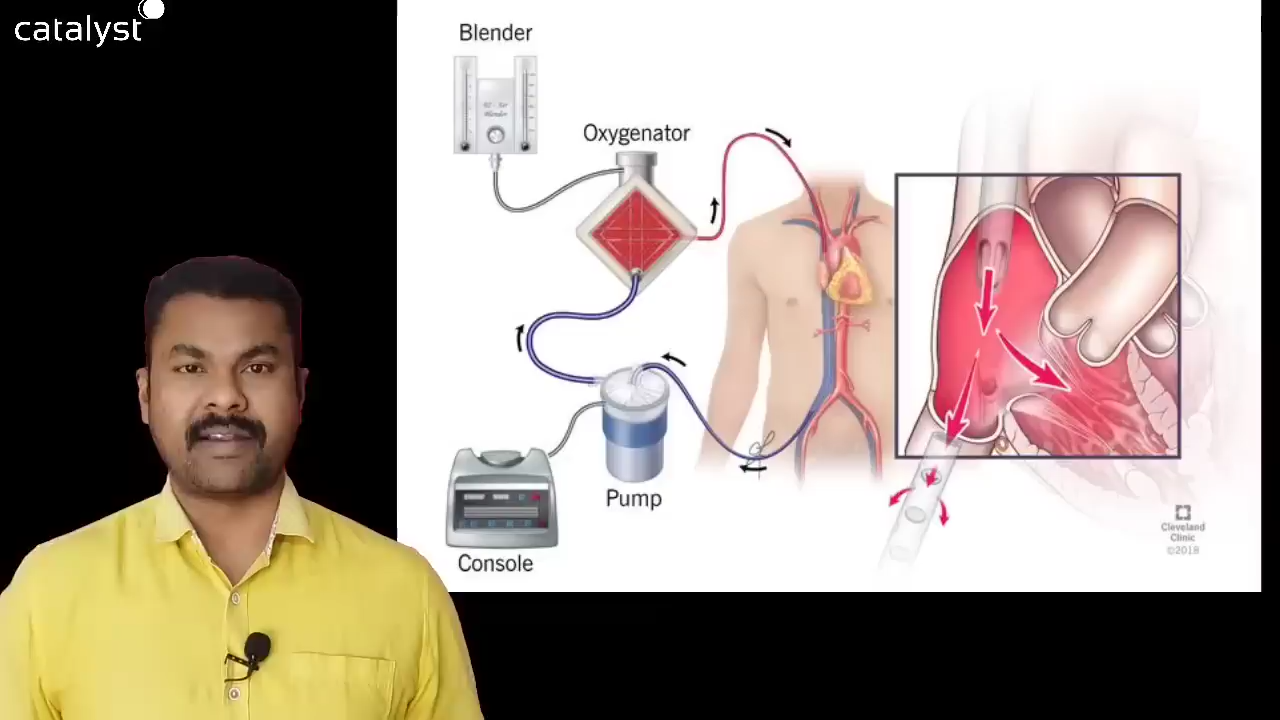 catalyst
Blender
Oxygenator
Pump
Console
Cleveland
Clinic
©2018